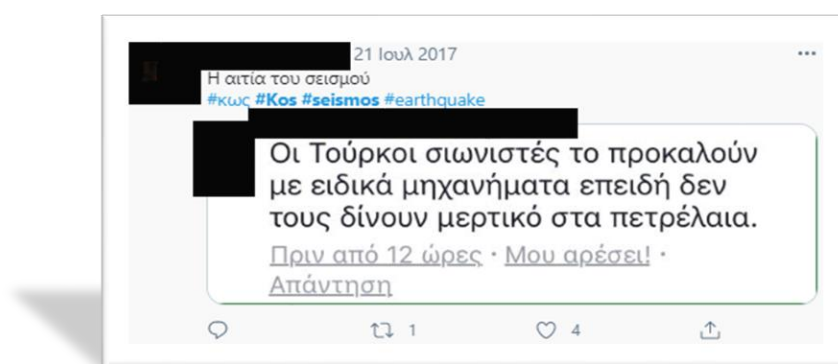 21 Ιουλ 2017
Η αιτία του σεισμού
#κως #Kos #seismos #earthquake
Οι Τούρκοι σιωνιστές το προκαλούν
με ειδικά μηχανήματα επειδή δεν
τους δίνουν μερτικό στα πετρέλαια.
Πριν από 12 ώρες · Μου αρέσει! ·
Απάντηση
1 4